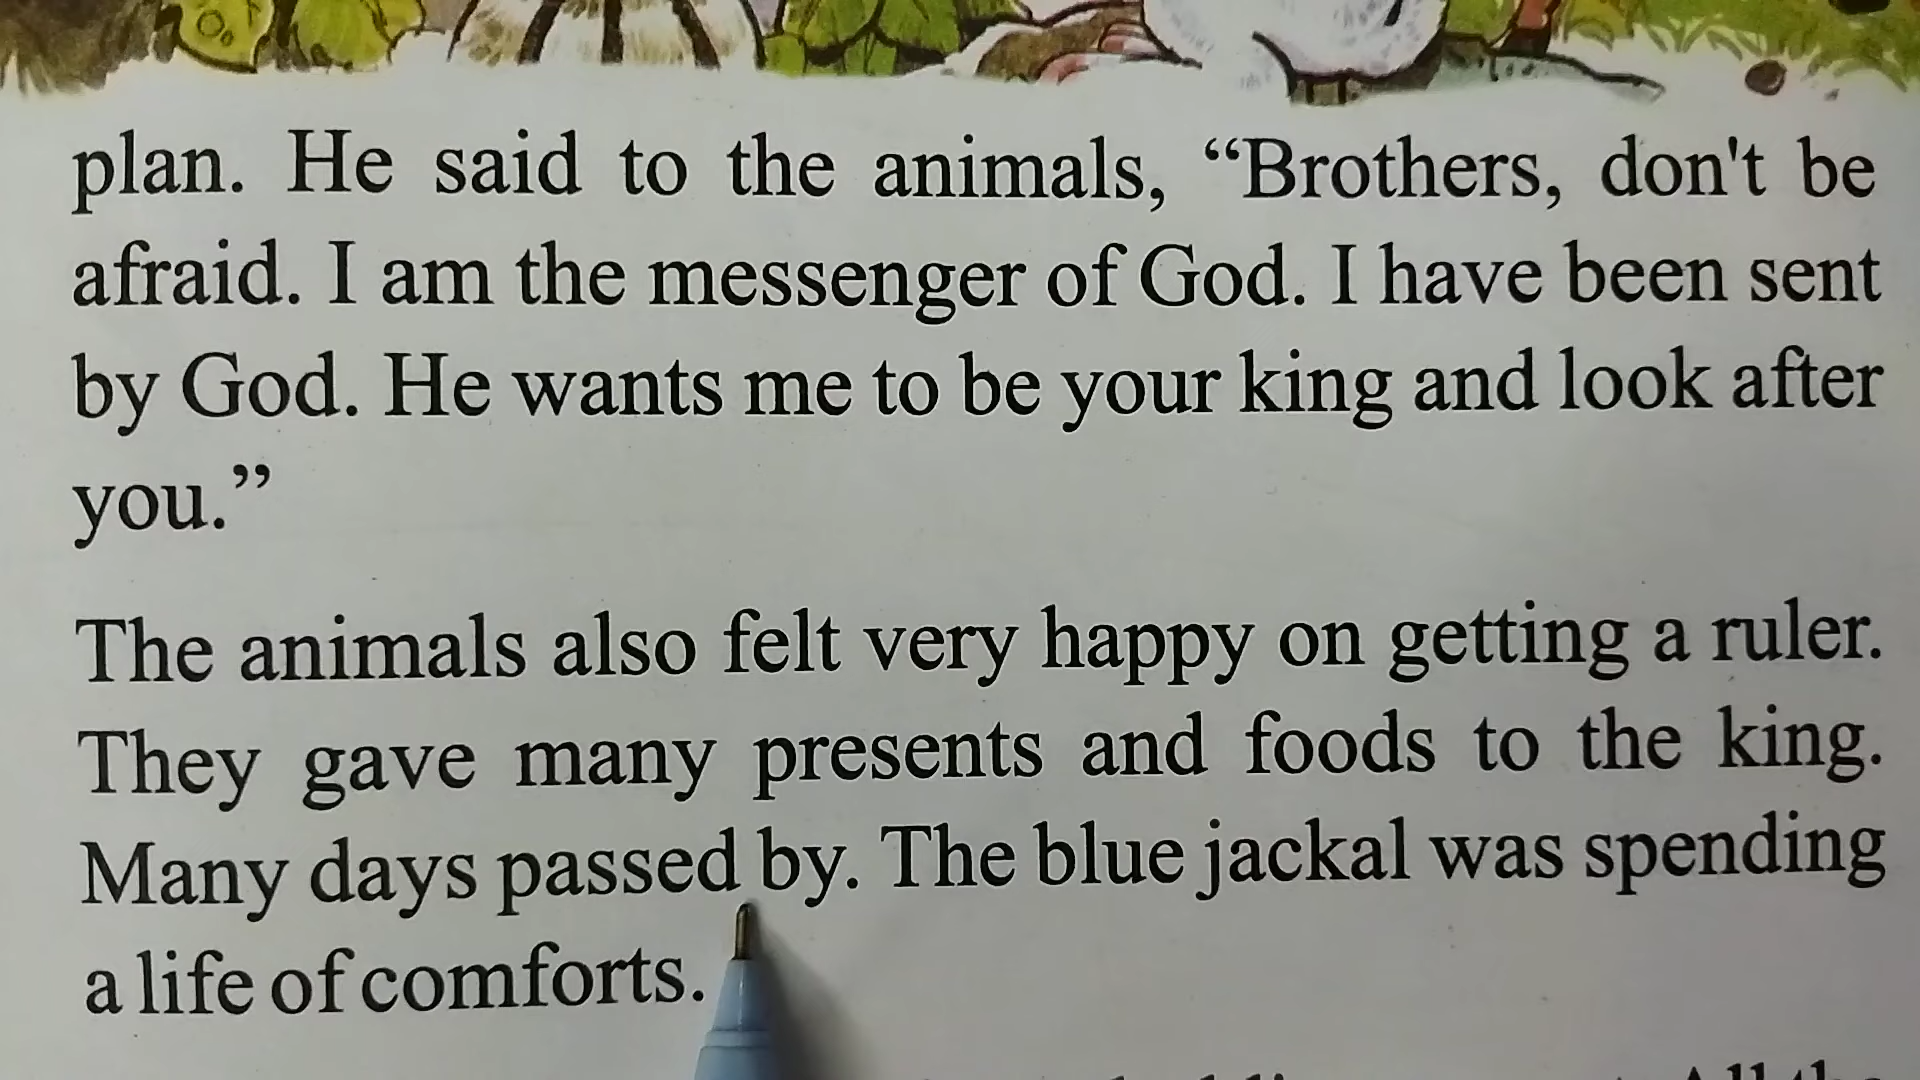 plan. He said to the animals, “Brothers, don't be
afraid. I am the messenger of God. I have been sent
by God. He wants me to be your king and look after
you.”
The animals also felt very happy on getting a ruler.
They gave many presents and foods to the king.
Many days passed by. The blue jackal was spending
a life of comforts.
All the